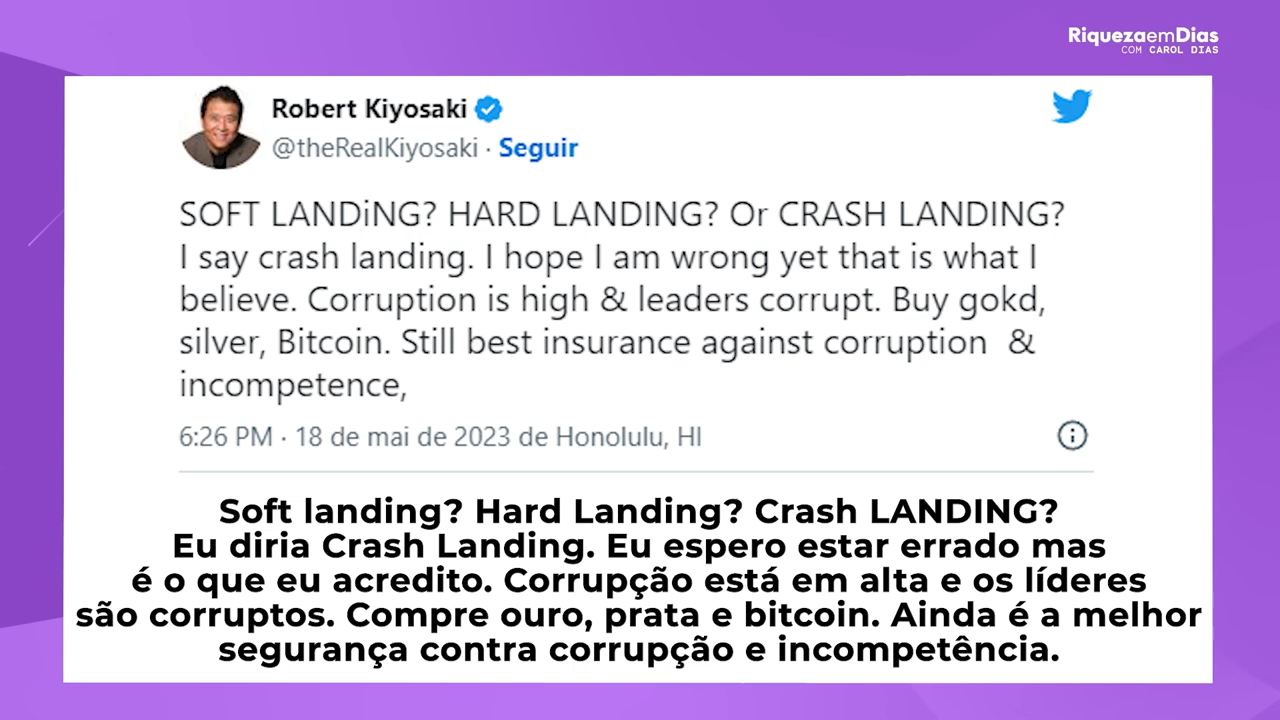 RiquezaemDias
COM CAROL DIAS
Robert Kiyosaki
@theRealKiyosaki · Seguir
SOFT LANDiNG? HARD LANDING? Or CRASH LANDING?
I say crash landing. I hope I am wrong yet that is what I
believe. Corruption is high & leaders corrupt. Buy gokd,
silver, Bitcoin. Still best insurance against corruption  &
incompetence,
6:26 PM · 18 de mai de 2023 de Honolulu, HI
Soft landing? Hard Landing? Crash LANDING?
Eu diria Crash Landing. Eu espero estar errado mas
é o que eu acredito. Corrupção está em alta e os líderes
são corruptos. Compre ouro, prata e bitcoin. Ainda é a melhor
segurança contra corrupção e incompetência.